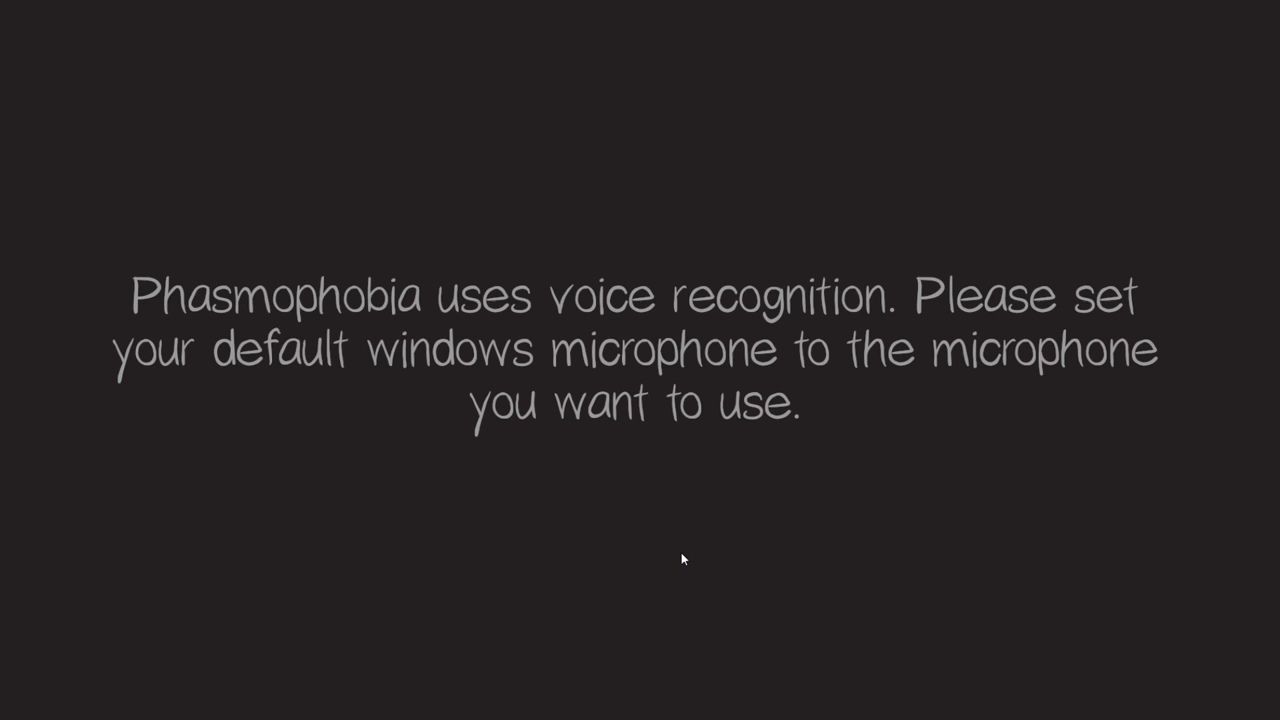 Phasmophobia uses voice recognition. Please set
your default windows microphone to the microphone
you want to use.